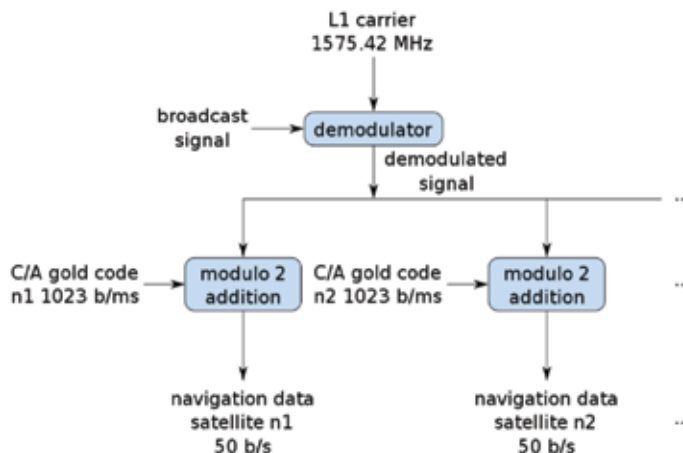 L1 carrier
1575.42 MHz
broadcast
signal
demodulator
demodulated
signal
..
C/A gold code
n1 1023 b/ms
modulo 2
addition
C/A gold code
n2 1023 b/ms
modulo 2
addition
..
navigation data
satellite n1
50 b/s
navigation data
satellite n2
50 b/s
..